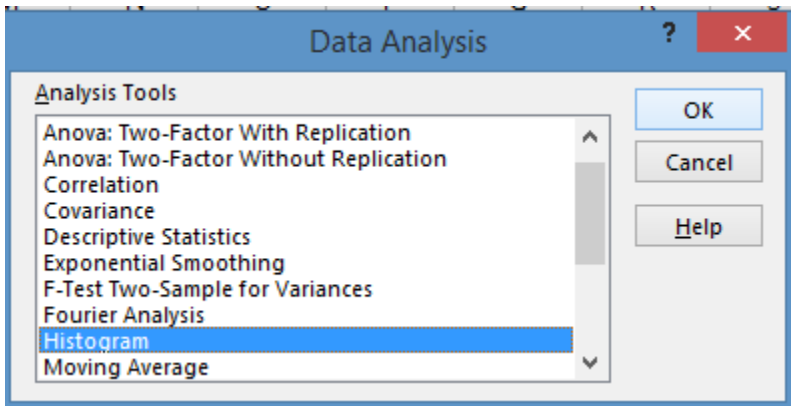 Data Analysis
?
Analysis Tools
Anova: Two-Factor With Replication
Anova: Two-Factor Without Replication
Correlation
Covariance
Descriptive Statistics
Exponential Smoothing
F-Test Two-Sample for Variances
Fourier Analysis
Histogram
Moving Average
OK
Cancel
Help